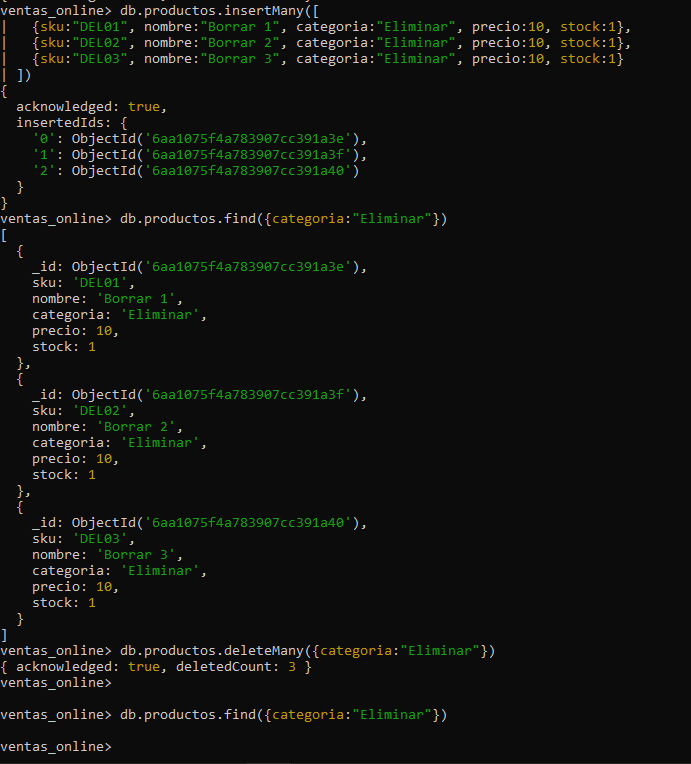 ventas_online> db.productos.insertMany([
|   {sku:"DEL01", nombre:"Borrar 1", categoria:"Eliminar", precio:10, stock:1},
|   {sku:"DEL02", nombre:"Borrar 2", categoria:"Eliminar", precio:10, stock:1},
|   {sku:"DEL03", nombre:"Borrar 3", categoria:"Eliminar", precio:10, stock:1}
| ])
{
  acknowledged: true,
  insertedIds: {
    '0': ObjectId('6aa1075f4a783907cc391a3e'),
    '1': ObjectId('6aa1075f4a783907cc391a3f'),
    '2': ObjectId('6aa1075f4a783907cc391a40')
  }
}
ventas_online> db.productos.find({categoria:"Eliminar"})
[
  {
    _id: ObjectId('6aa1075f4a783907cc391a3e'),
    sku: 'DEL01',
    nombre: 'Borrar 1',
    categoria: 'Eliminar',
    precio: 10,
    stock: 1
  },
  {
    _id: ObjectId('6aa1075f4a783907cc391a3f'),
    sku: 'DEL02',
    nombre: 'Borrar 2',
    categoria: 'Eliminar',
    precio: 10,
    stock: 1
  },
  {
    _id: ObjectId('6aa1075f4a783907cc391a40'),
    sku: 'DEL03',
    nombre: 'Borrar 3',
    categoria: 'Eliminar',
    precio: 10,
    stock: 1
  }
]
ventas_online> db.productos.deleteMany({categoria:"Eliminar"})
{ acknowledged: true, deletedCount: 3 }
ventas_online>
ventas_online> db.productos.find({categoria:"Eliminar"})
ventas_online>